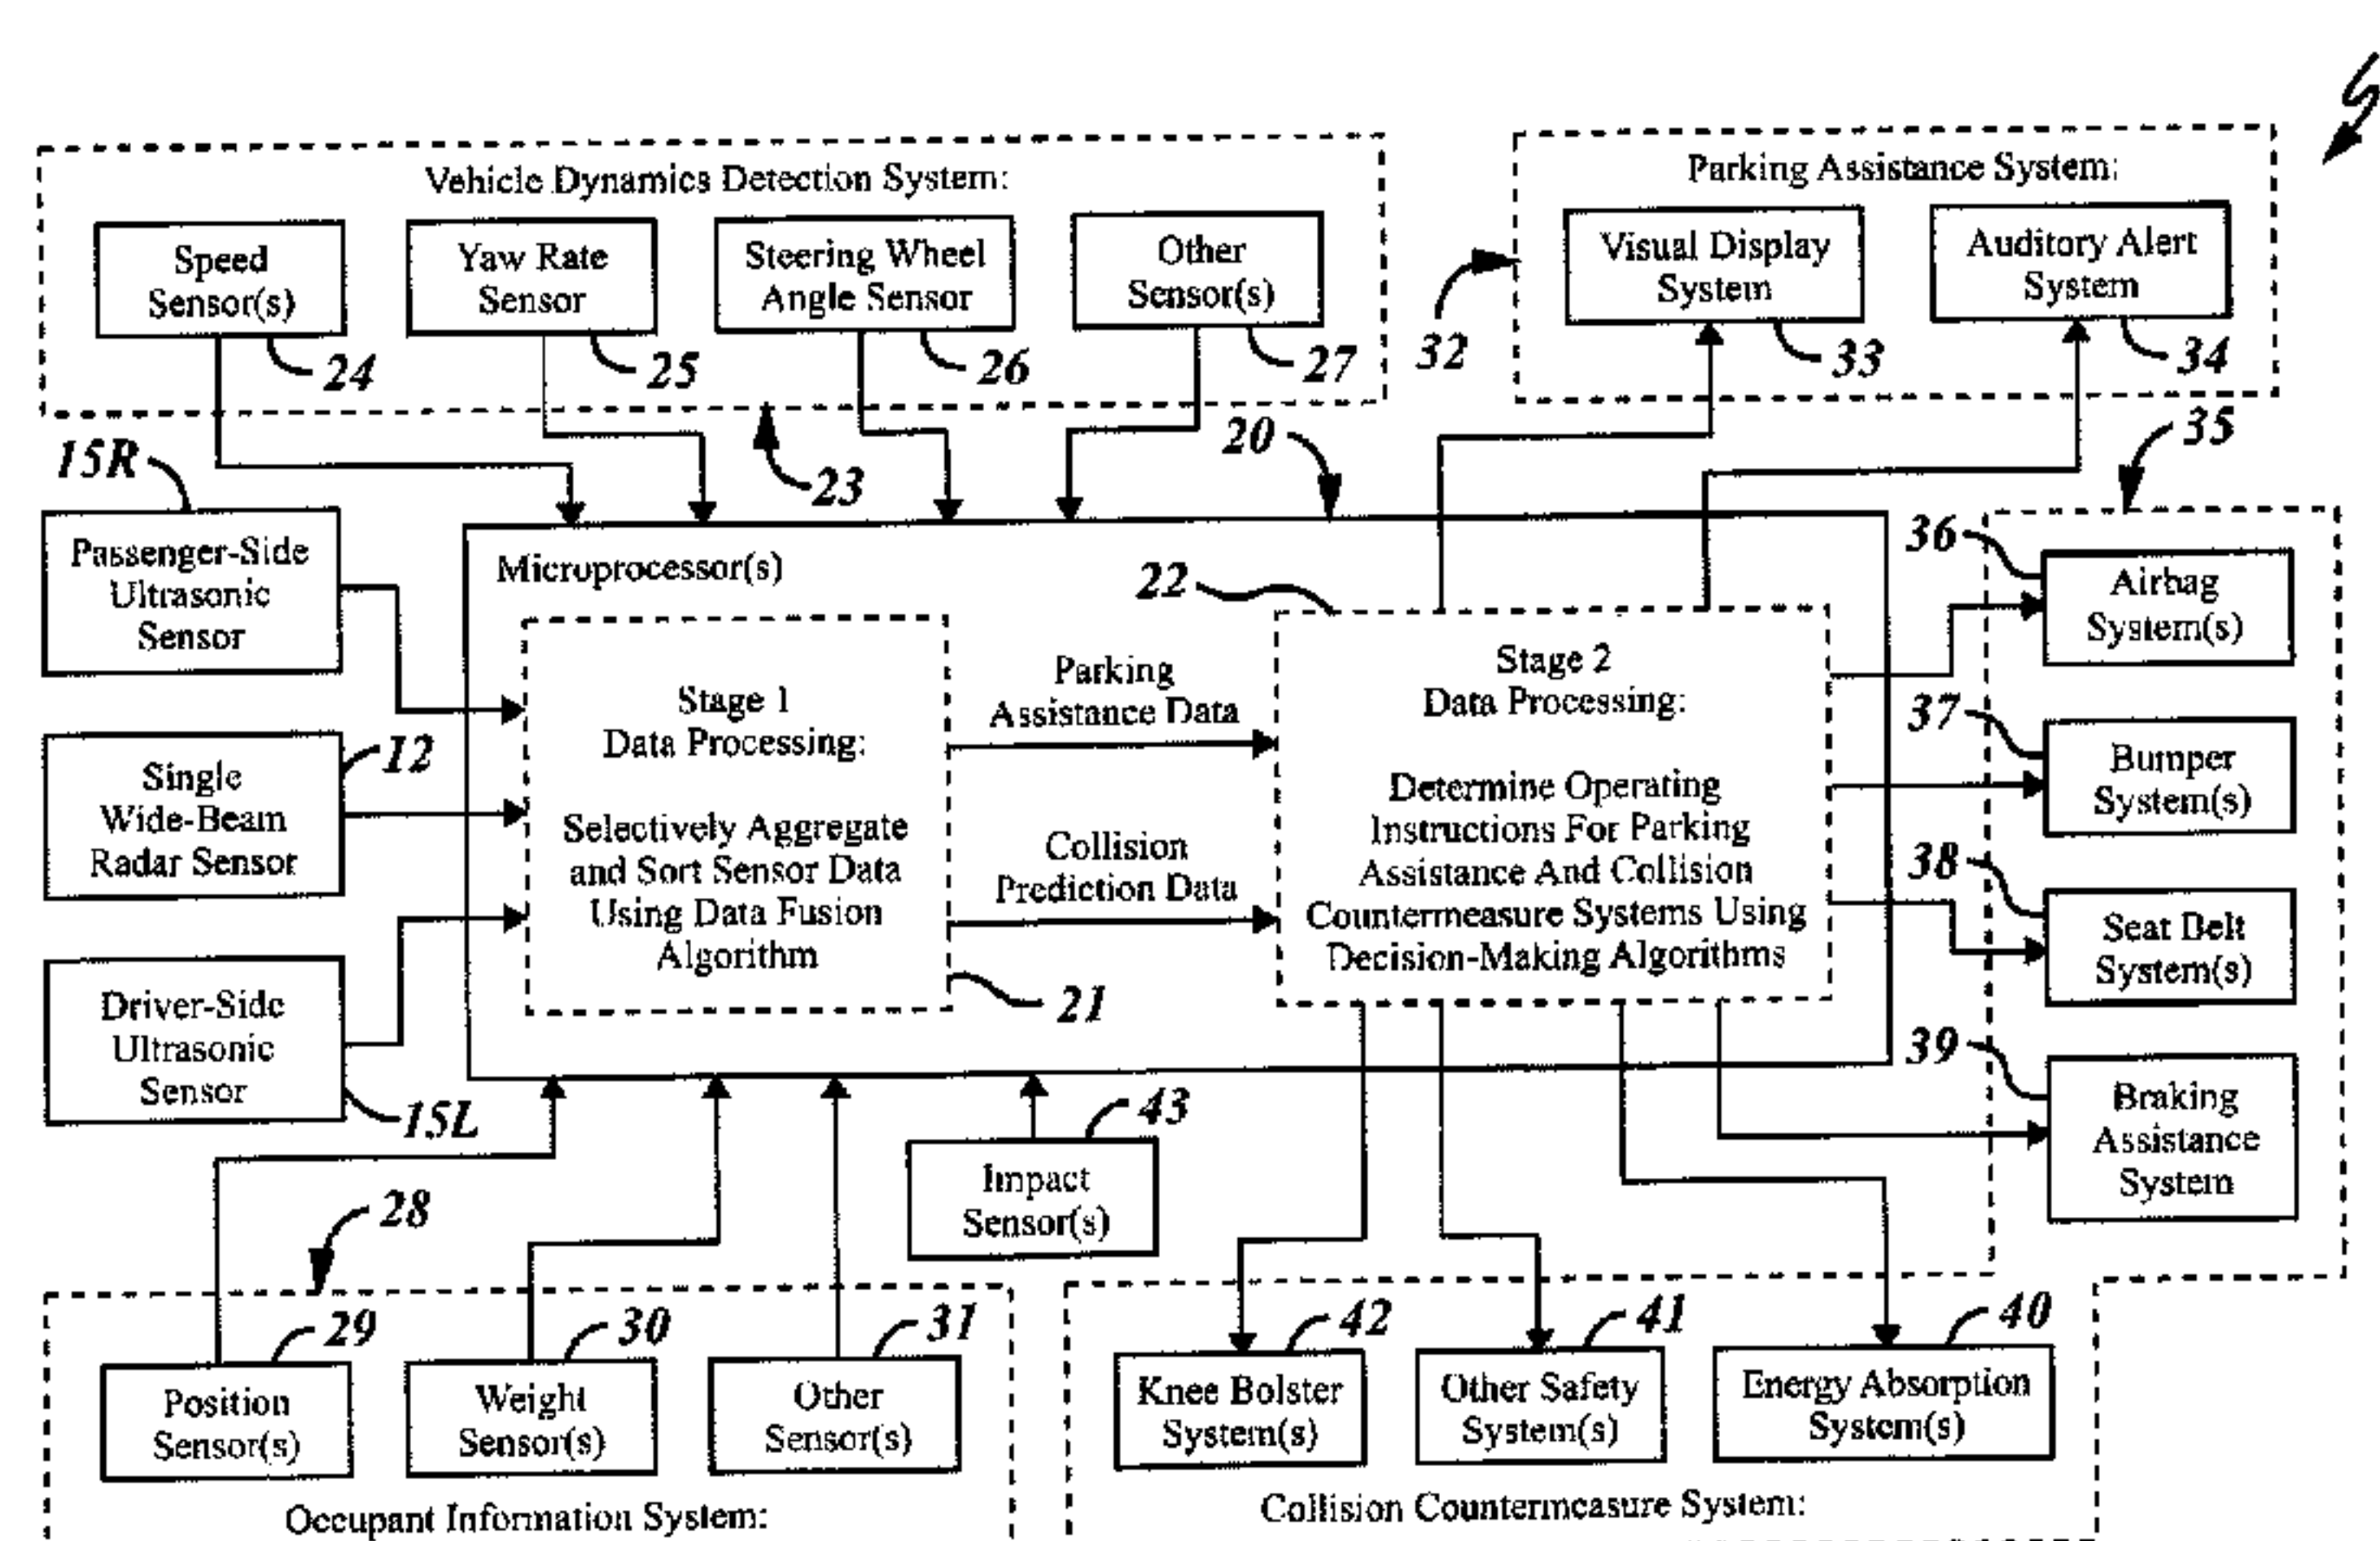 Vehicle Dynamics Detection System:
Speed
Sensor(s)
24
Yaw Rate
Sensor
25
Steering Wheel
Angle Sensor
26
Other
Sensor(s)
27
23
Parking Assistance System:
32
Visual Display
System
33
Auditory Alert
System
34
20
35
15R
Passenger-Side
Ultrasonic
Sensor
Single
Wide-Beam
Radar Sensor
12
Driver-Side
Ultrasonic
Sensor
15L
Microprocessor(s)
Stage 1
Data Processing:
Selectively Aggregate
and Sort Sensor Data
Using Data Fusion
Algorithm
21
Parking
Assistance Data
Collision
Prediction Data
22
Stage 2
Data Processing:
Determine Operating
Instructions For Parking
Assistance And Collision
Countermeasure Systems Using
Decision-Making Algorithms
36
Airbag
System(s)
37
Bumper
System(s)
38
Seat Belt
System(s)
39
Braking
Assistance
System
43
Impact
Sensor(s)
28
29
Position
Sensor(s)
30
Weight
Sensor(s)
31
Other
Sensor(s)
Occupant Information System:
42
Knee Bolster
System(s)
41
Other Safety
System(s)
40
Energy Absorption
System(s)
Collision Countermeasure System: